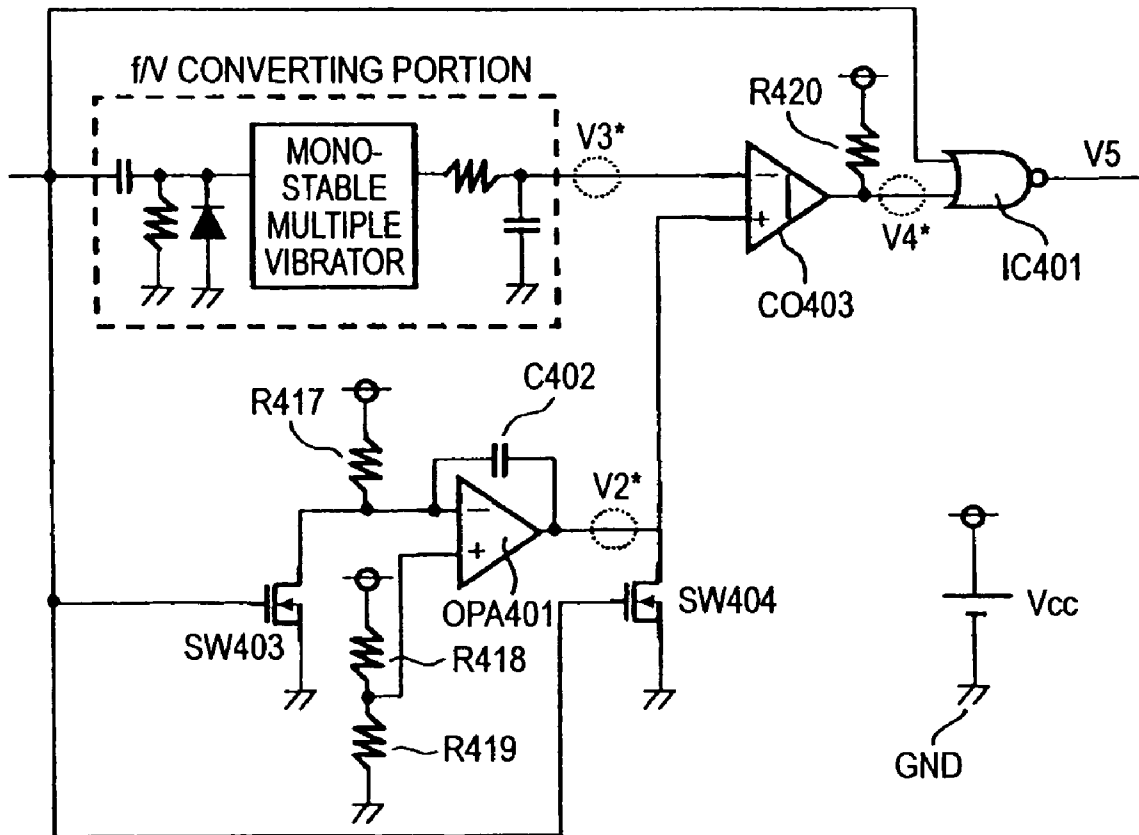 f/V CONVERTING PORTION
MONO-
STABLE
MULTIPLE
VIBRATOR
V3*
R420
V4*
V5
CO403
IC401
R417
C402
V2*
OPA401
SW403
SW404
R418
R419
Vcc
GND